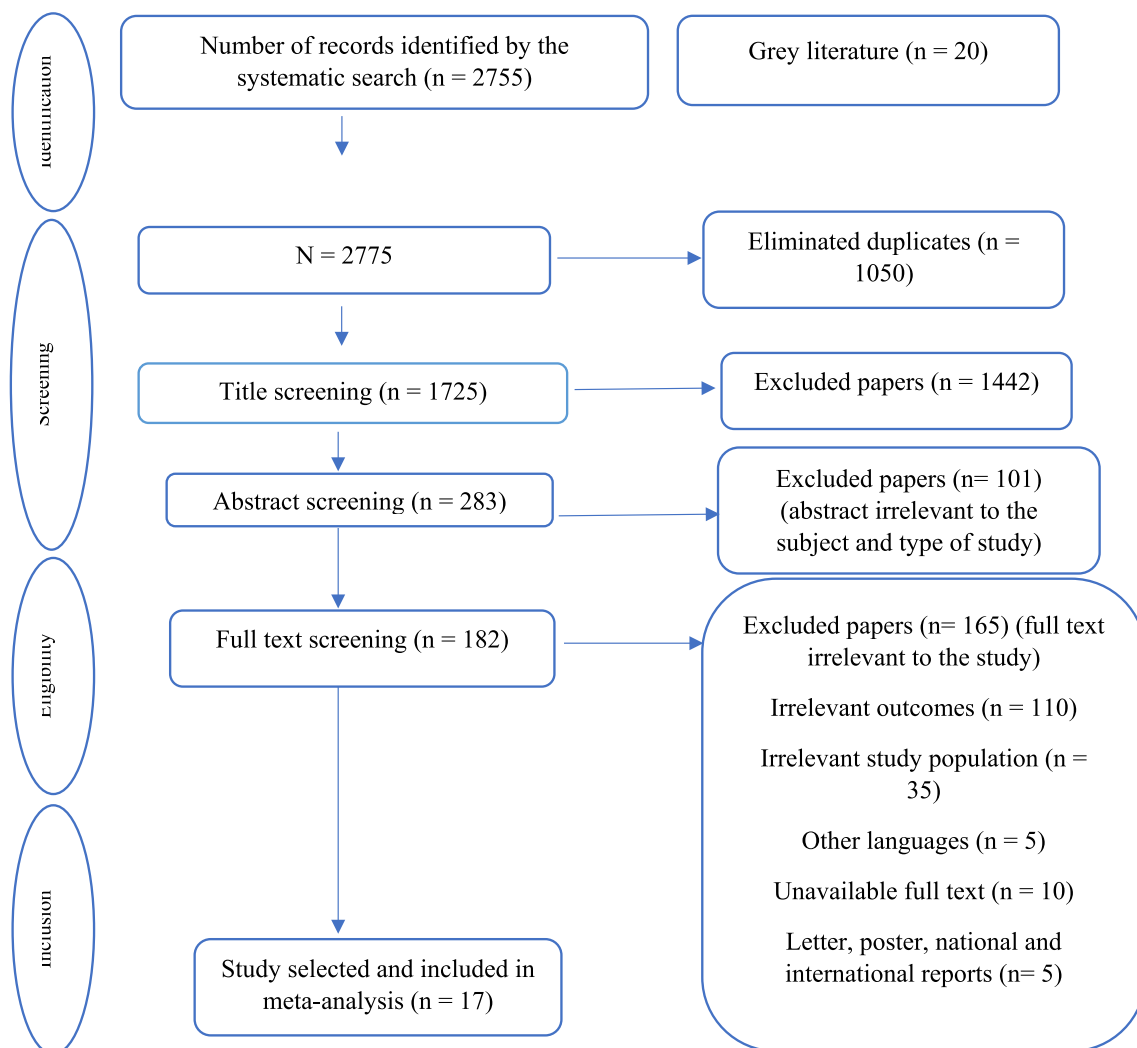 Identification
Number of records identified by the
systematic search (n = 2755)
Grey literature (n = 20)
Screening
N = 2775
Eliminated duplicates (n =
1050)
Title screening (n = 1725)
Excluded papers (n = 1442)
Abstract screening (n = 283)
Excluded papers (n= 101)
(abstract irrelevant to the
subject and type of study)
Eligibility
Full text screening (n = 182)
Excluded papers (n= 165) (full text
irrelevant to the study)
Irrelevant outcomes (n = 110)
Irrelevant study population (n =
35)
Other languages (n = 5)
Unavailable full text (n = 10)
Letter, poster, national and
international reports (n= 5)
Inclusion
Study selected and included in
meta-analysis (n = 17)